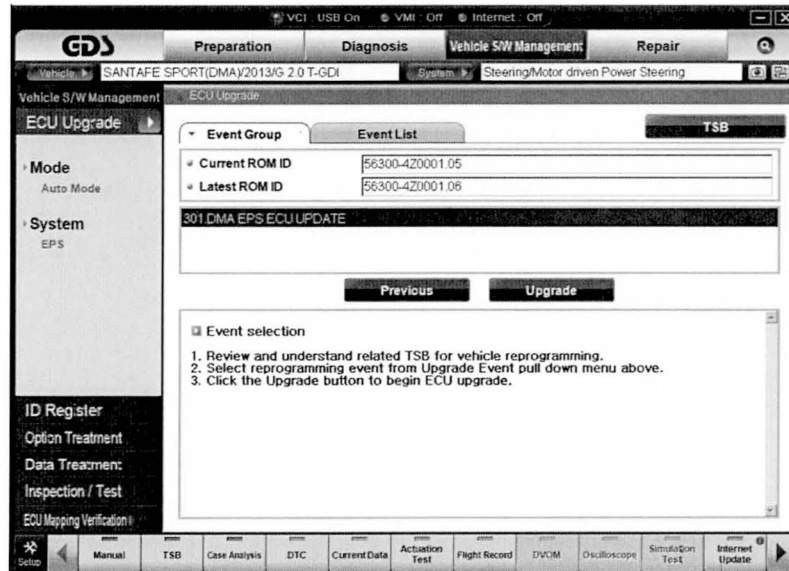 VCI : USB On VMI : Off Internet : Off
GDS
Preparation Diagnosis Vehicle S/W Management Repair
Vehicle SANTAFE SPORT(DMA)/2013/G 2.0 T-GDI System Steering/Motor driven Power Steering
Vehicle S/W Management
ECU Upgrade
ECU Upgrade
Event Group Event List TSB
Mode
Auto Mode
System
EPS
Current ROM ID 56300-4Z0001.05
Latest ROM ID 56300-4Z0001.06
301.DMA EPS ECU UPDATE
Previous Upgrade
Event selection
1. Review and understand related TSB for vehicle reprogramming.
2. Select reprogramming event from Upgrade Event pull down menu above.
3. Click the Upgrade button to begin ECU upgrade.
ID Register
Option Treatment
Data Treatment
Inspection / Test
ECU Mapping Verification
Setup Manual TSB Case Analysis DTC Current Data Actuation Test Flight Record DVOM Oscilloscope Simulation Test Internet Update